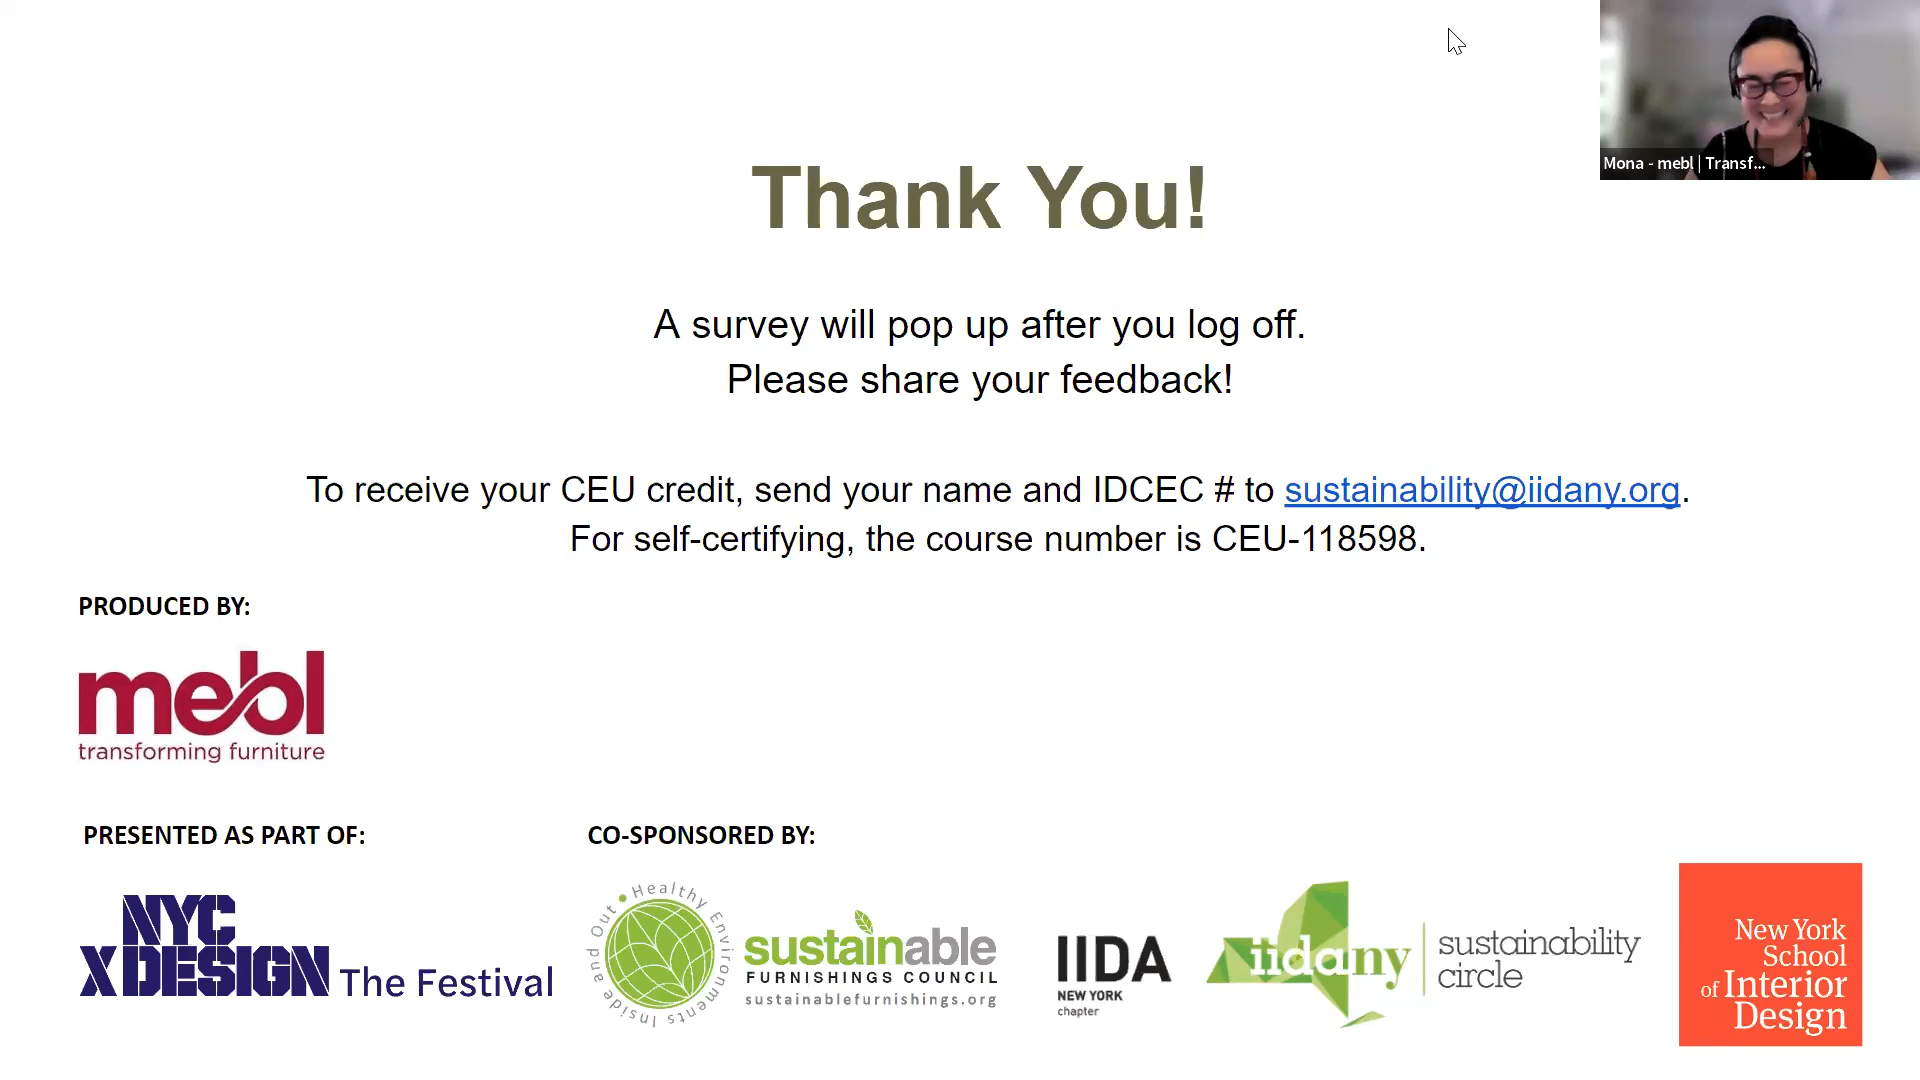 Mona - mebl | Transf...
Thank You!
A survey will pop up after you log off.
Please share your feedback!
To receive your CEU credit, send your name and IDCEC # to sustainability@iidany.org.
For self-certifying, the course number is CEU-118598.
PRODUCED BY:
mebl
transforming furniture
PRESENTED AS PART OF:
NYC
X DESIGN The Festival
CO-SPONSORED BY:
Healthy Environments Inside and Out
sustainable
FURNISHINGS COUNCIL
sustainablefurnishings.org
IIDA
NEW YORK
chapter
iidany
sustainability
circle
New York
School
of Interior
Design